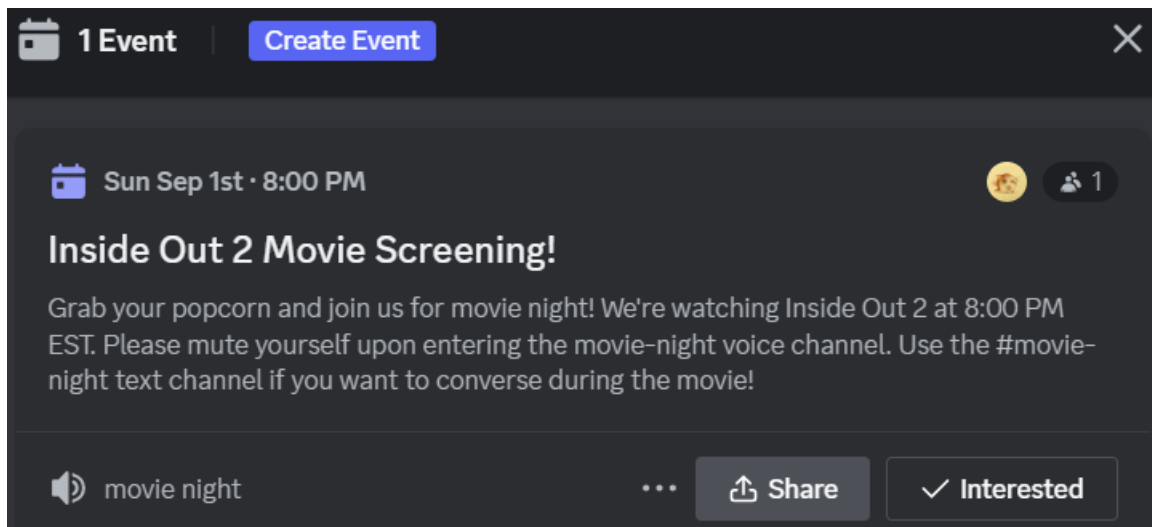 1 Event
Create Event
Sun Sep 1st · 8:00 PM
1
Inside Out 2 Movie Screening!
Grab your popcorn and join us for movie night! We're watching Inside Out 2 at 8:00 PM
EST. Please mute yourself upon entering the movie-night voice channel. Use the #movie-
night text channel if you want to converse during the movie!
movie night
Share
Interested